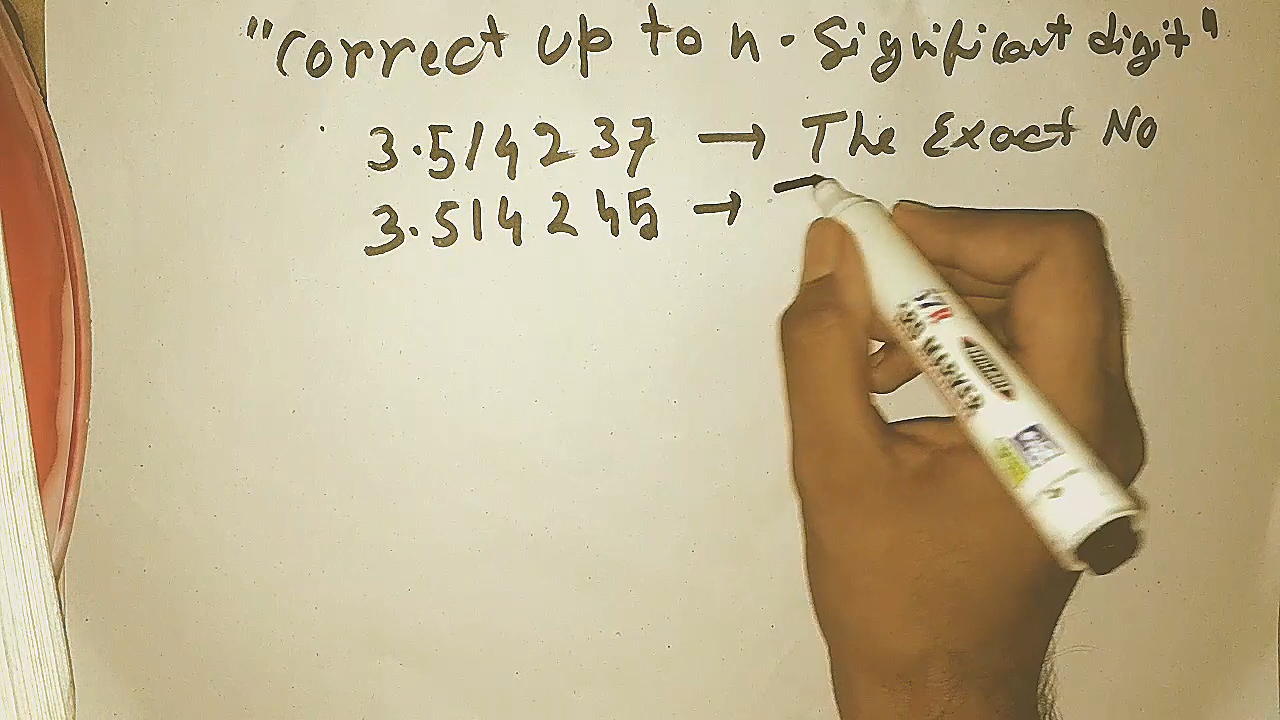 "Correct up to n. Significant digit"
3.514237 → The Exact No
3.514245 →